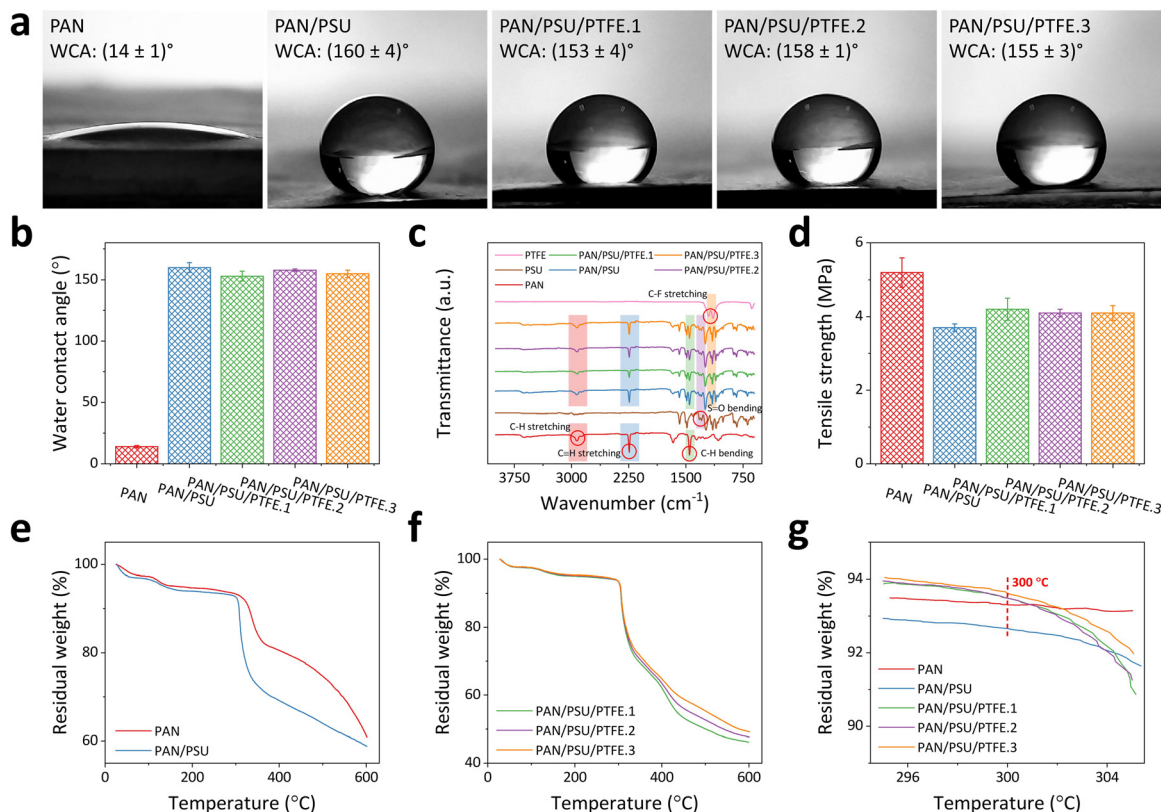 a
PAN
WCA: (14 ± 1)°
PAN/PSU
WCA: (160 ± 4)°
PAN/PSU/PTFE.1
WCA: (153 ± 4)°
PAN/PSU/PTFE.2
WCA: (158 ± 1)°
PAN/PSU/PTFE.3
WCA: (155 ± 3)°
b
Water contact angle (°)
150
100
50
0
PAN
PAN/PSU
PAN/PSU/PTFE.1
PAN/PSU/PTFE.2
PAN/PSU/PTFE.3
c
Transmittance (a.u.)
PTFE
PAN/PSU/PTFE.1
PAN/PSU/PTFE.3
PSU
PAN/PSU
PAN/PSU/PTFE.2
PAN
C-F stretching
S=O bending
C-H stretching
C≡H stretching
C-H bending
3750 3000 2250 1500 750
Wavenumber (cm⁻¹)
d
Tensile strength (MPa)
6
4
2
0
PAN
PAN/PSU
PAN/PSU/PTFE.1
PAN/PSU/PTFE.2
PAN/PSU/PTFE.3
e
Residual weight (%)
100
80
60
PAN
PAN/PSU
0 200 400 600
Temperature (°C)
f
Residual weight (%)
100
80
60
40
PAN/PSU/PTFE.1
PAN/PSU/PTFE.2
PAN/PSU/PTFE.3
0 200 400 600
Temperature (°C)
g
Residual weight (%)
94
92
90
300 °C
PAN
PAN/PSU
PAN/PSU/PTFE.1
PAN/PSU/PTFE.2
PAN/PSU/PTFE.3
296 300 304
Temperature (°C)